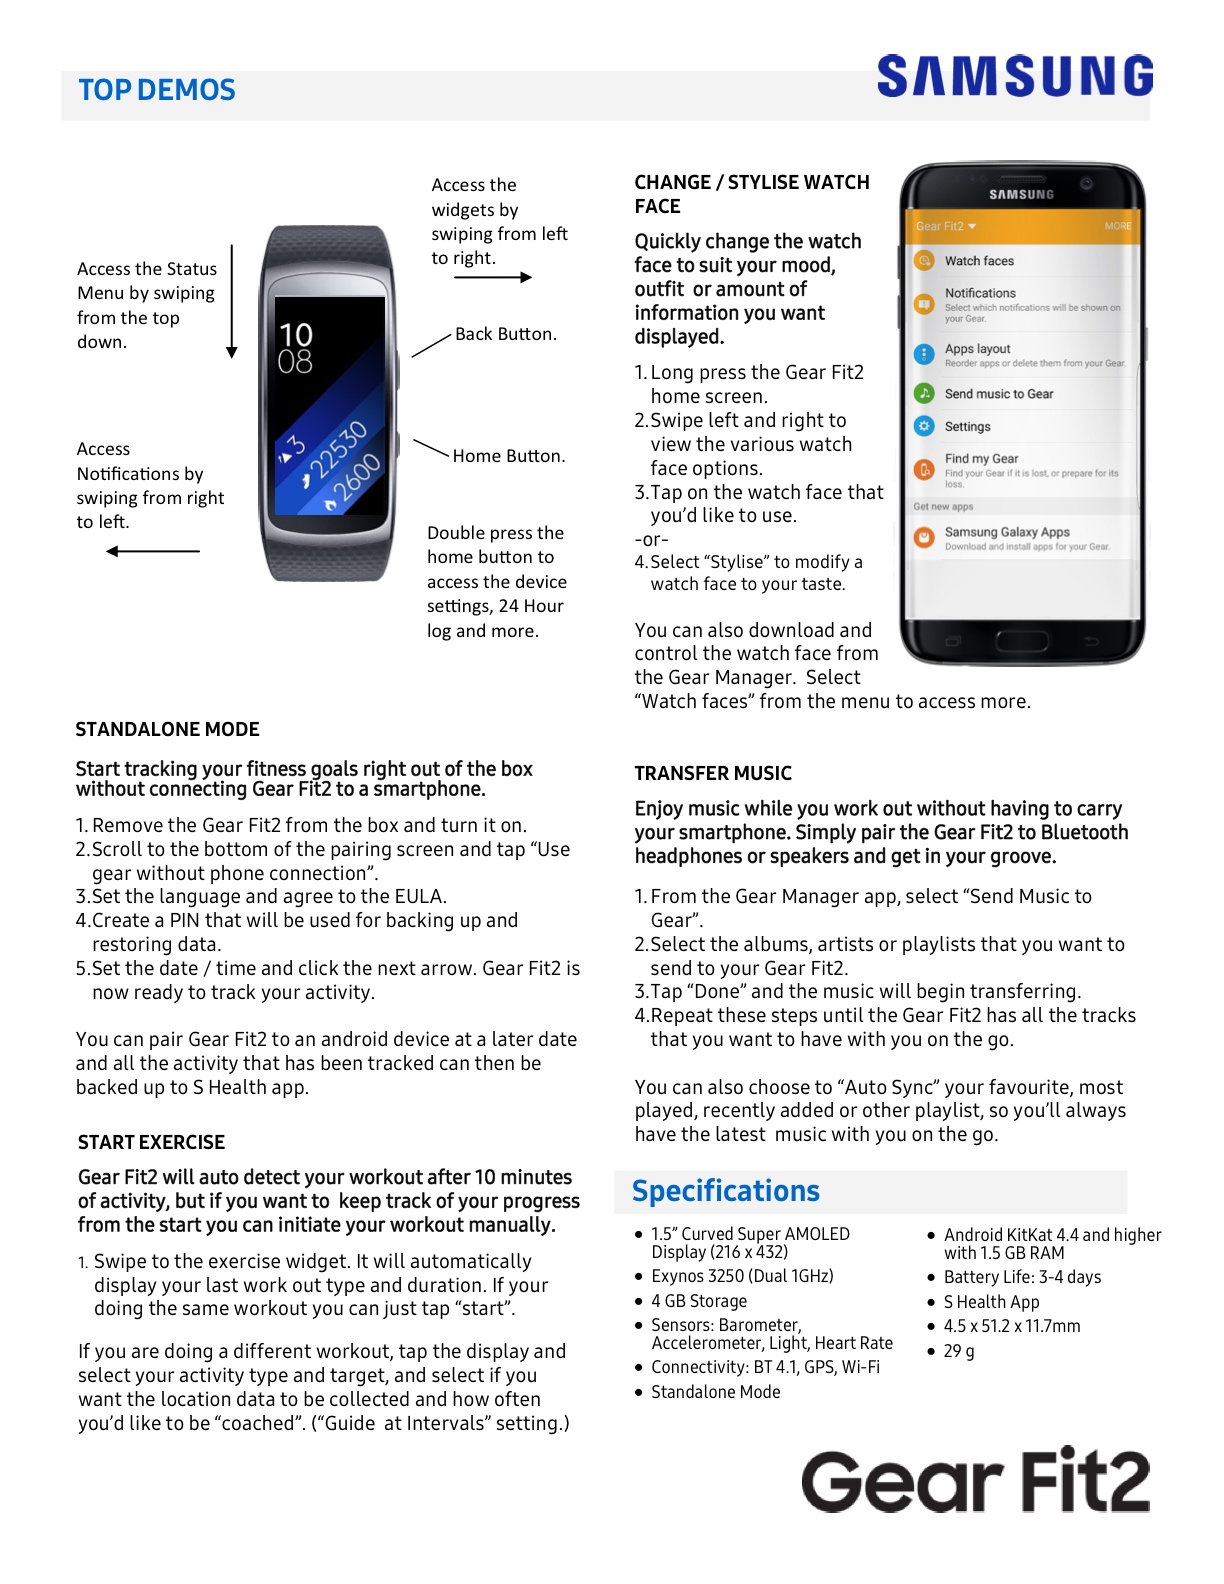 TOP DEMOS
SAMSUNG
Access the
widgets by
swiping from left
to right.
Access the Status
Menu by swiping
from the top
down.
Back Button.
10
08
3
22530
2600
Access
Notifications by
swiping from right
to left.
Home Button.
Double press the
home button to
access the device
settings, 24 Hour
log and more.
STANDALONE MODE
Start tracking your fitness goals right out of the box
without connecting Gear Fit2 to a smartphone.
1. Remove the Gear Fit2 from the box and turn it on.
2.Scroll to the bottom of the pairing screen and tap “Use
gear without phone connection”.
3.Set the language and agree to the EULA.
4.Create a PIN that will be used for backing up and
restoring data.
5.Set the date / time and click the next arrow. Gear Fit2 is
now ready to track your activity.
You can pair Gear Fit2 to an android device at a later date
and all the activity that has been tracked can then be
backed up to S Health app.
START EXERCISE
Gear Fit2 will auto detect your workout after 10 minutes
of activity, but if you want to keep track of your progress
from the start you can initiate your workout manually.
1. Swipe to the exercise widget. It will automatically
display your last work out type and duration. If your
doing the same workout you can just tap “start”.
If you are doing a different workout, tap the display and
select your activity type and target, and select if you
want the location data to be collected and how often
you’d like to be “coached”. (“Guide at Intervals” setting.)
CHANGE / STYLISE WATCH
FACE
Quickly change the watch
face to suit your mood,
outfit or amount of
information you want
displayed.
1. Long press the Gear Fit2
home screen.
2.Swipe left and right to
view the various watch
face options.
3.Tap on the watch face that
you’d like to use.
-or-
4.Select “Stylise” to modify a
watch face to your taste.
You can also download and
control the watch face from
the Gear Manager. Select
“Watch faces” from the menu to access more.
SAMSUNG
Gear Fit2
MORE
Watch faces
Notifications
Select which notifications will be shown on
your Gear.
Apps layout
Reorder apps or delete them from your Gear.
Send music to Gear
Settings
Find my Gear
Find your Gear if it is lost, or prepare for its
loss.
Get new apps
Samsung Galaxy Apps
Download and install apps for your Gear.
TRANSFER MUSIC
Enjoy music while you work out without having to carry
your smartphone. Simply pair the Gear Fit2 to Bluetooth
headphones or speakers and get in your groove.
1. From the Gear Manager app, select “Send Music to
Gear”.
2.Select the albums, artists or playlists that you want to
send to your Gear Fit2.
3.Tap “Done” and the music will begin transferring.
4.Repeat these steps until the Gear Fit2 has all the tracks
that you want to have with you on the go.
You can also choose to “Auto Sync” your favourite, most
played, recently added or other playlist, so you’ll always
have the latest music with you on the go.
Specifications
• 1.5” Curved Super AMOLED
Display (216 x 432)
• Exynos 3250 (Dual 1GHz)
• 4 GB Storage
• Sensors: Barometer,
Accelerometer, Light, Heart Rate
• Connectivity: BT 4.1, GPS, Wi-Fi
• Standalone Mode
• Android KitKat 4.4 and higher
with 1.5 GB RAM
• Battery Life: 3-4 days
• S Health App
• 4.5 x 51.2 x 11.7mm
• 29 g
Gear Fit2